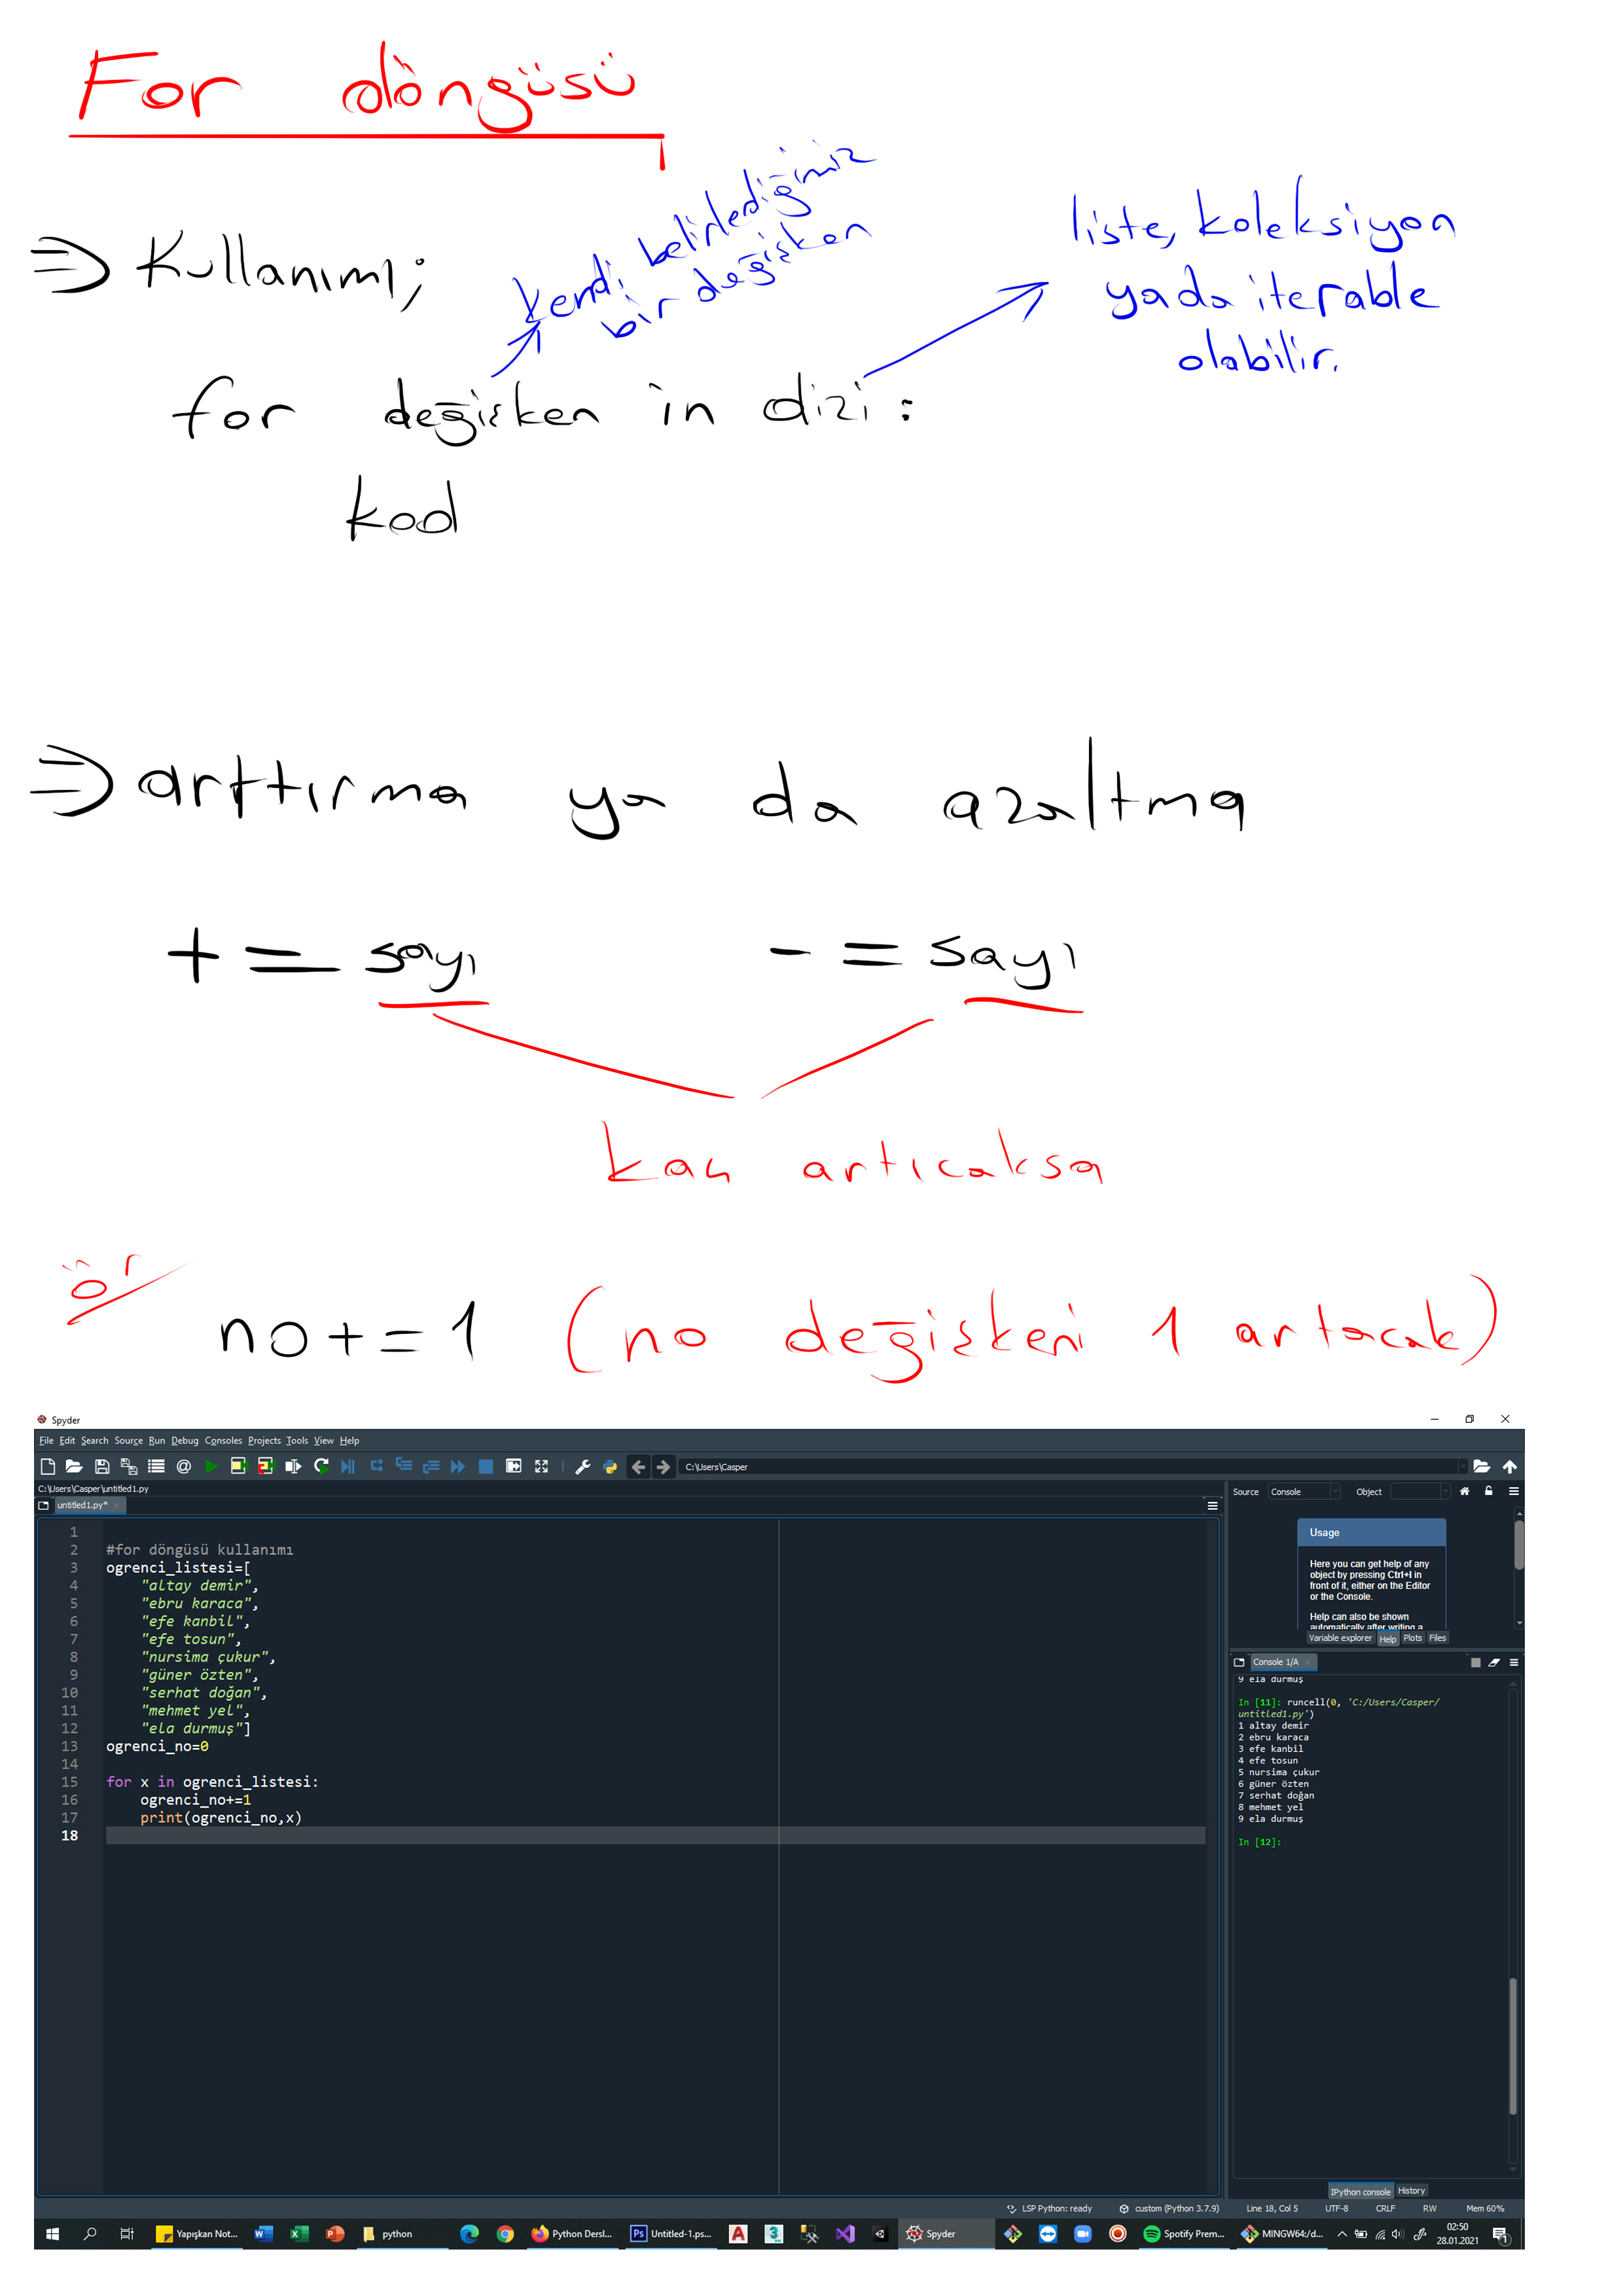 For döngüsü
⇒ Kullanımı;
kendi belirlediğimiz
bir değişken
liste, koleksiyon
yada iterable
olabilir.
for değişken in dizi :
kod
⇒ arttırma ya da azaltma
+= sayı -= sayı
kaç artıcaksa
ör
no+=1 (no değişkeni 1 artacak)
Spyder
File Edit Search Source Run Debug Consoles Projects Tools View Help
C:\Users\Casper
C:\Users\Casper\untitled1.py
untitled1.py*
1
2 #for döngüsü kullanımı
3 ogrenci_listesi=[
4 "altay demir",
5 "ebru karaca",
6 "efe kanbil",
7 "efe tosun",
8 "nursima çukur",
9 "güner özten",
10 "serhat doğan",
11 "mehmet yel",
12 "ela durmuş"]
13 ogrenci_no=0
14
15 for x in ogrenci_listesi:
16 ogrenci_no+=1
17 print(ogrenci_no,x)
18
Source Console Object
Usage
Here you can get help of any
object by pressing Ctrl+I in
front of it, either on the Editor
or the Console.
Help can also be shown
automatically after writing a
Variable explorer Help Plots Files
Console 1/A
9 ela durmuş
In [11]: runcell(0, 'C:/Users/Casper/
untitled1.py')
1 altay demir
2 ebru karaca
3 efe kanbil
4 efe tosun
5 nursima çukur
6 güner özten
7 serhat doğan
8 mehmet yel
9 ela durmuş
In [12]:
IPython console History
LSP Python: ready custom (Python 3.7.9) Line 18, Col 5 UTF-8 CRLF RW Mem 60%
Yapışkan Not... python Python Dersl... Untitled-1.ps... Spyder Spotify Prem... MINGW64:/d...
02:50
28.01.2021